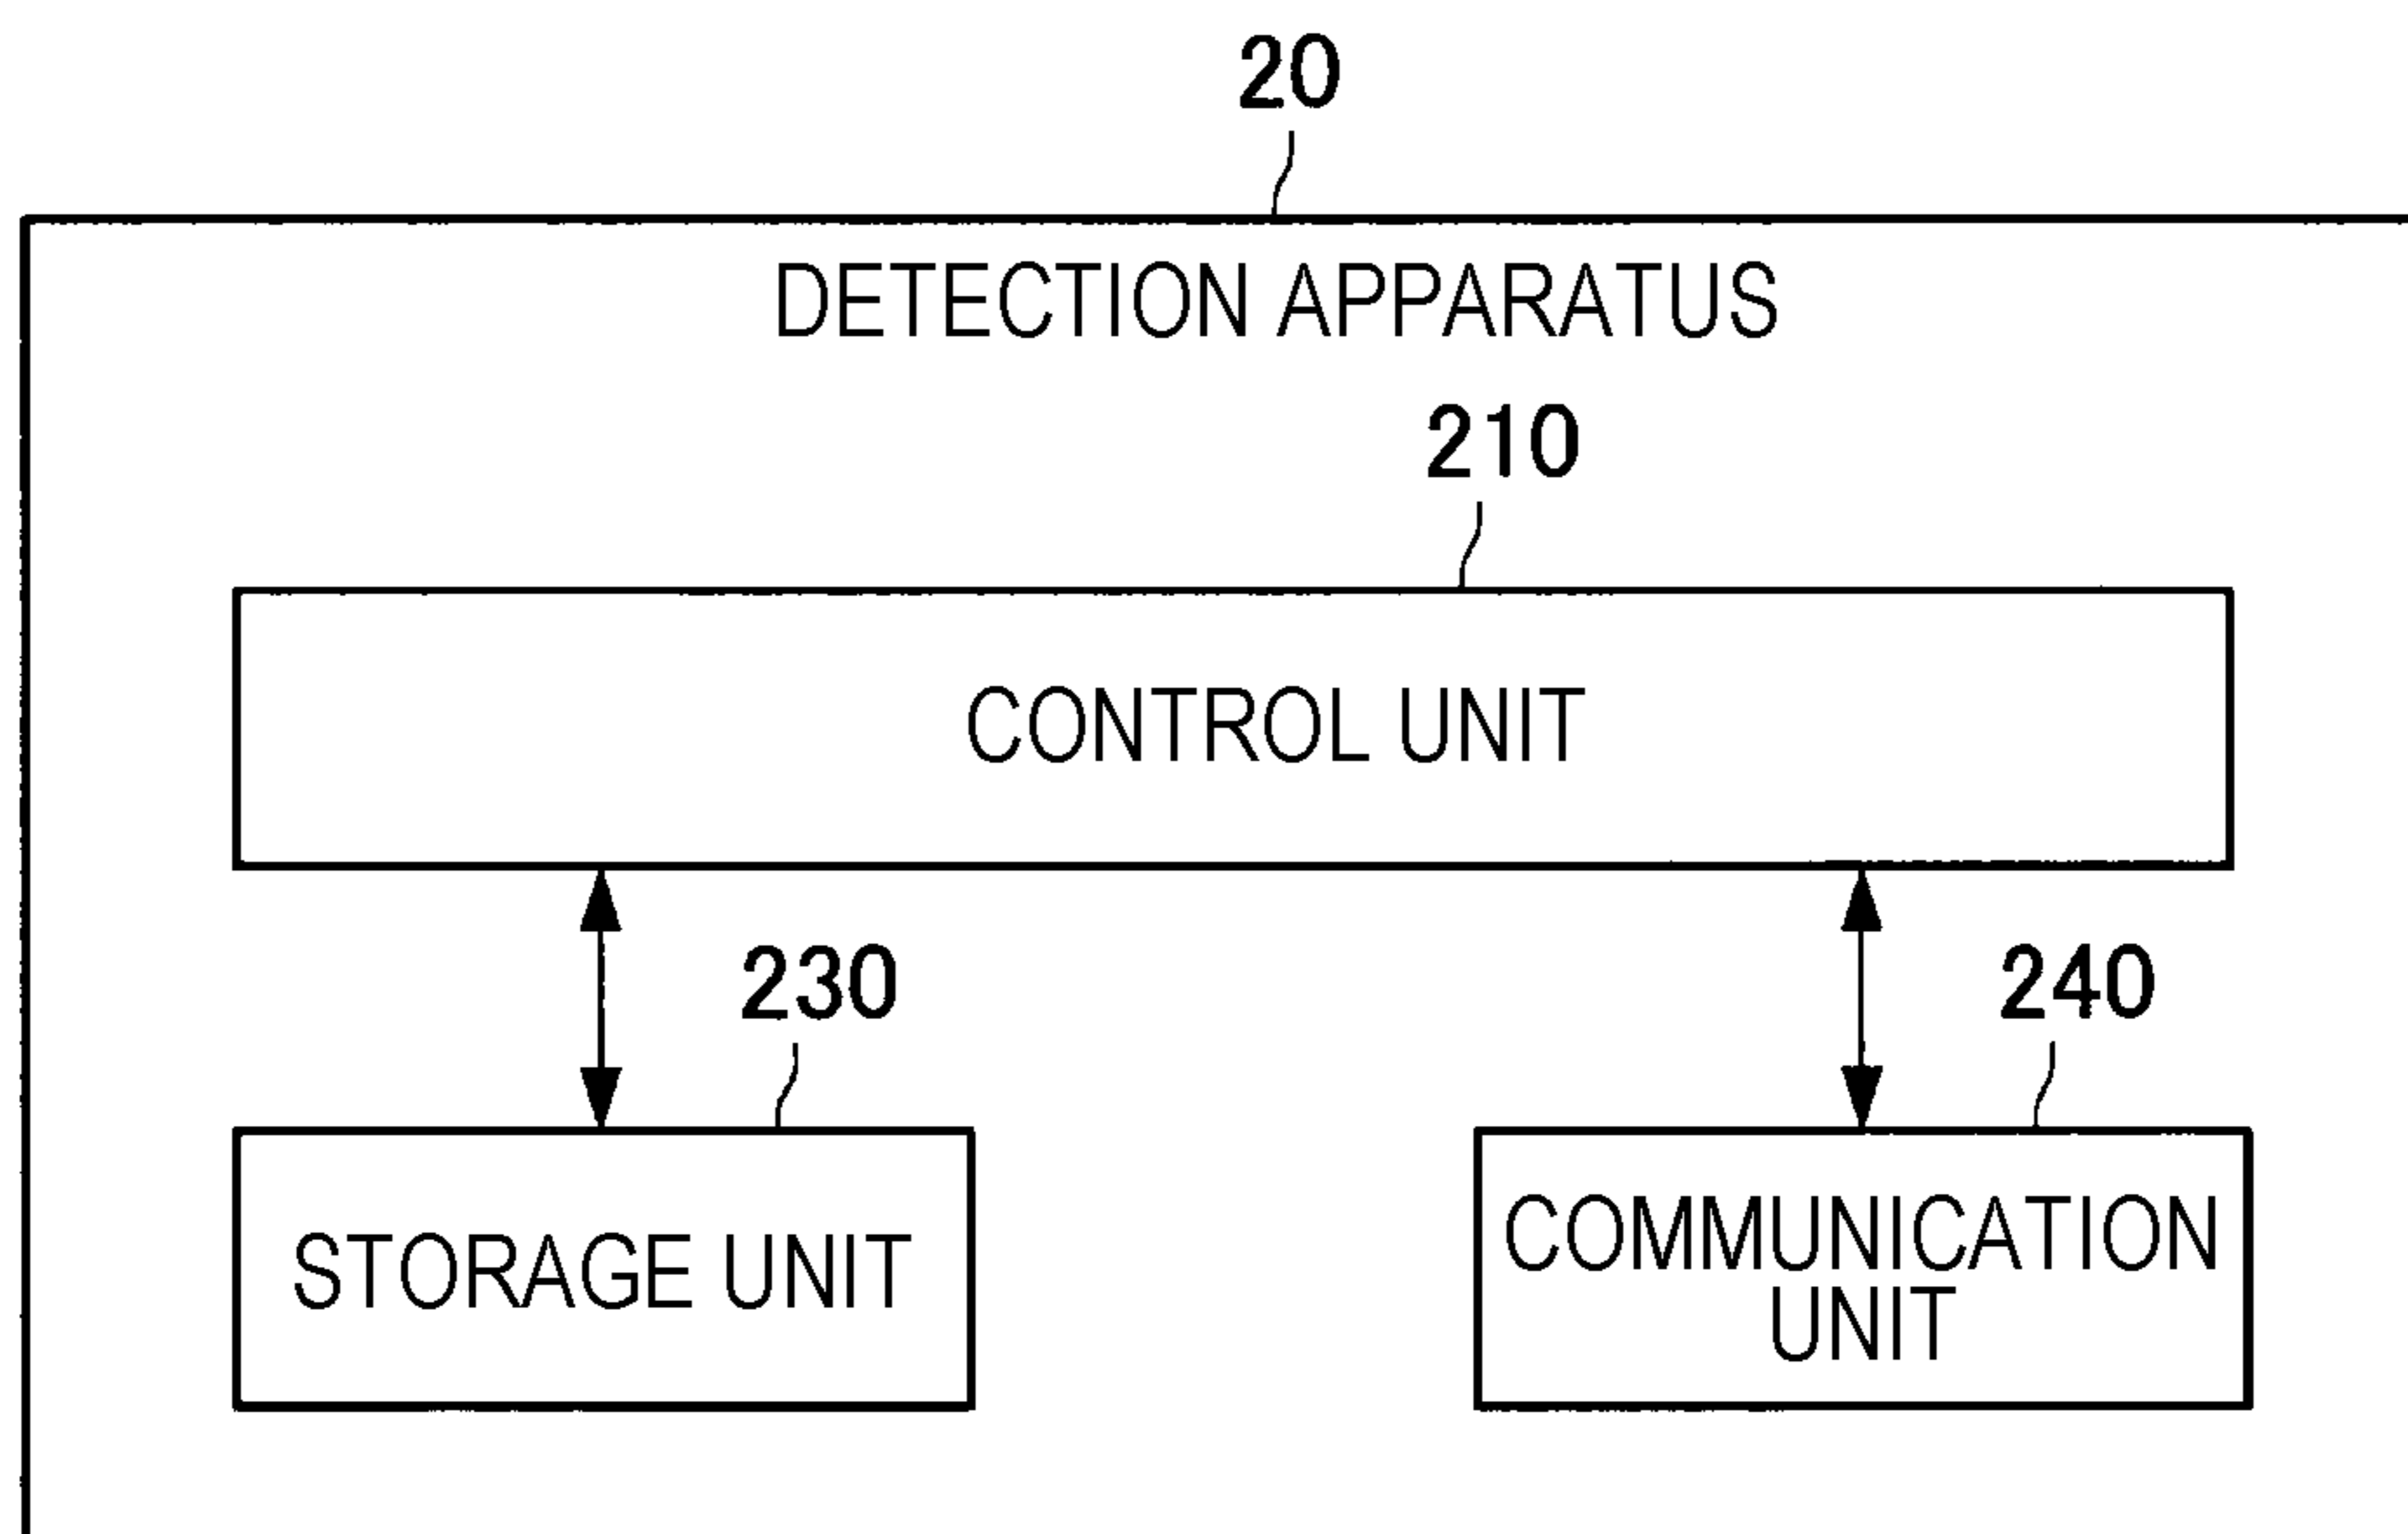 20
DETECTION APPARATUS
210
CONTROL UNIT
230
240
STORAGE UNIT
COMMUNICATION
UNIT